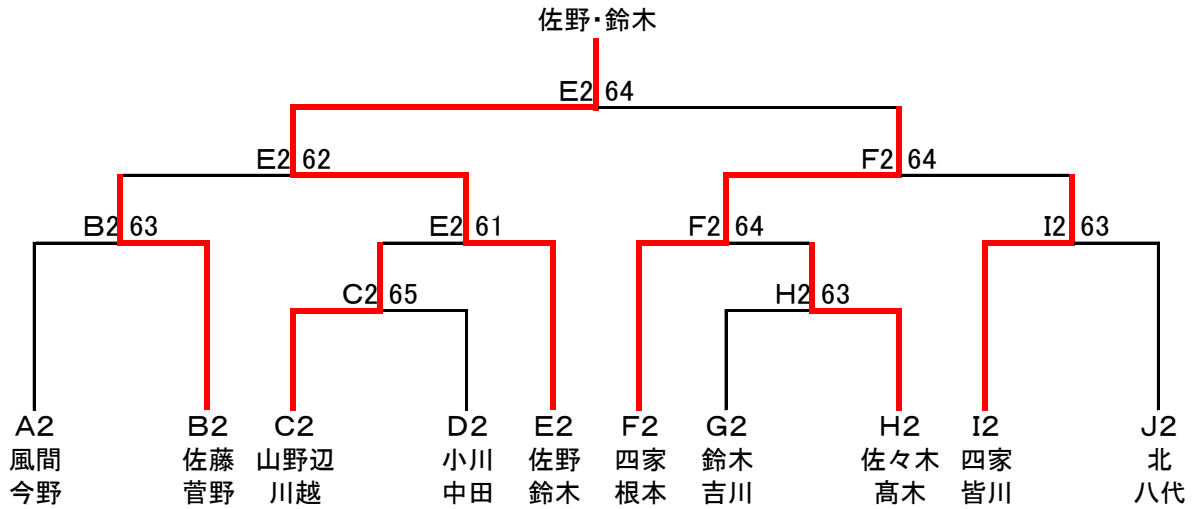 佐野・鈴木
E2 64
E2 62
F2 64
B2 63
E2 61
F2 64
I2 63
C2 65
H2 63
A2 B2 C2 D2 E2 F2 G2 H2 I2 J2
風間 佐藤 山野辺 小川 佐野 四家 鈴木 佐々木 四家 北
今野 菅野 川越 中田 鈴木 根本 吉川 髙木 皆川 八代